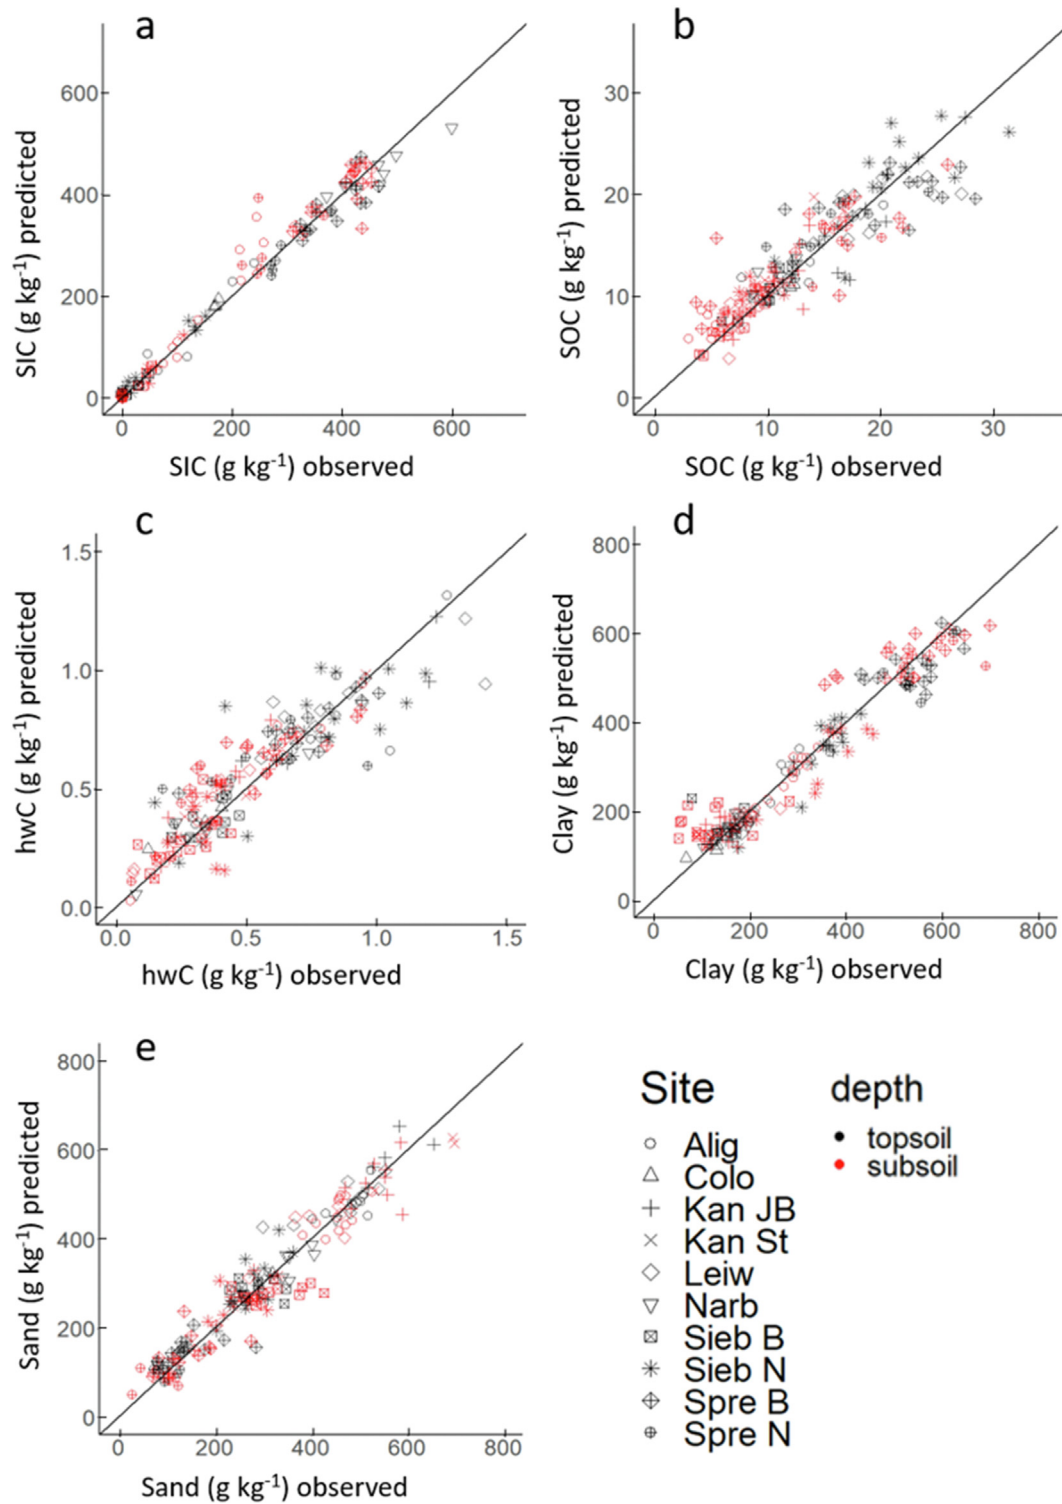 a
SIC (g kg⁻¹) predicted
600
400
200
0
0 200 400 600
SIC (g kg⁻¹) observed
b
SOC (g kg⁻¹) predicted
30
20
10
0
0 10 20 30
SOC (g kg⁻¹) observed
c
hwC (g kg⁻¹) predicted
1.5
1.0
0.5
0.0
0.0 0.5 1.0 1.5
hwC (g kg⁻¹) observed
d
Clay (g kg⁻¹) predicted
800
600
400
200
0
0 200 400 600 800
Clay (g kg⁻¹) observed
e
Sand (g kg⁻¹) predicted
800
600
400
200
0
0 200 400 600 800
Sand (g kg⁻¹) observed
Site
Alig
Colo
Kan JB
Kan St
Leiw
Narb
Sieb B
Sieb N
Spre B
Spre N
depth
topsoil
subsoil